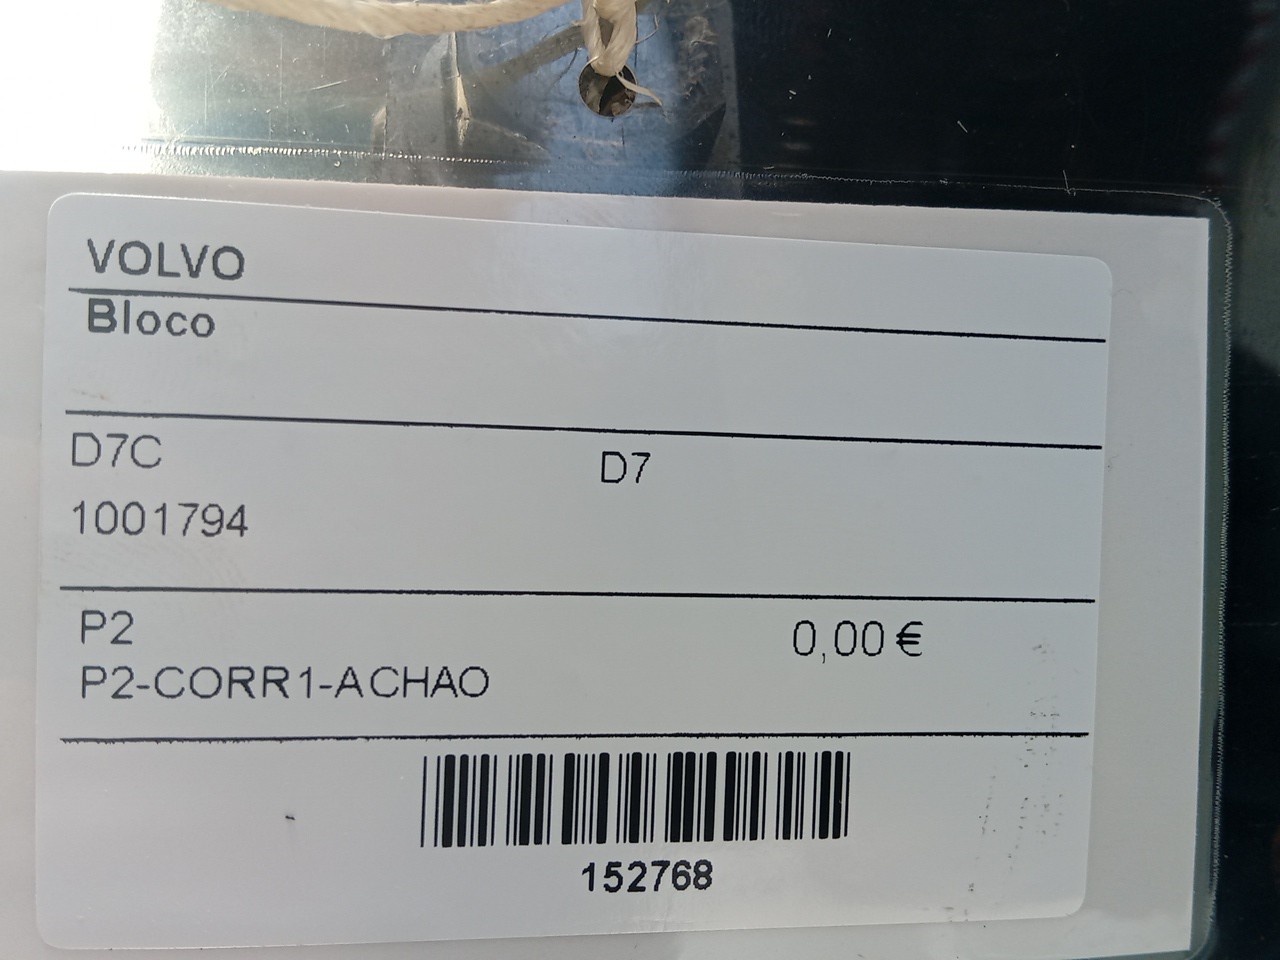 VOLVO
Bloco
D7C D7
1001794
P2 0,00€
P2-CORR1-ACHAO
152768